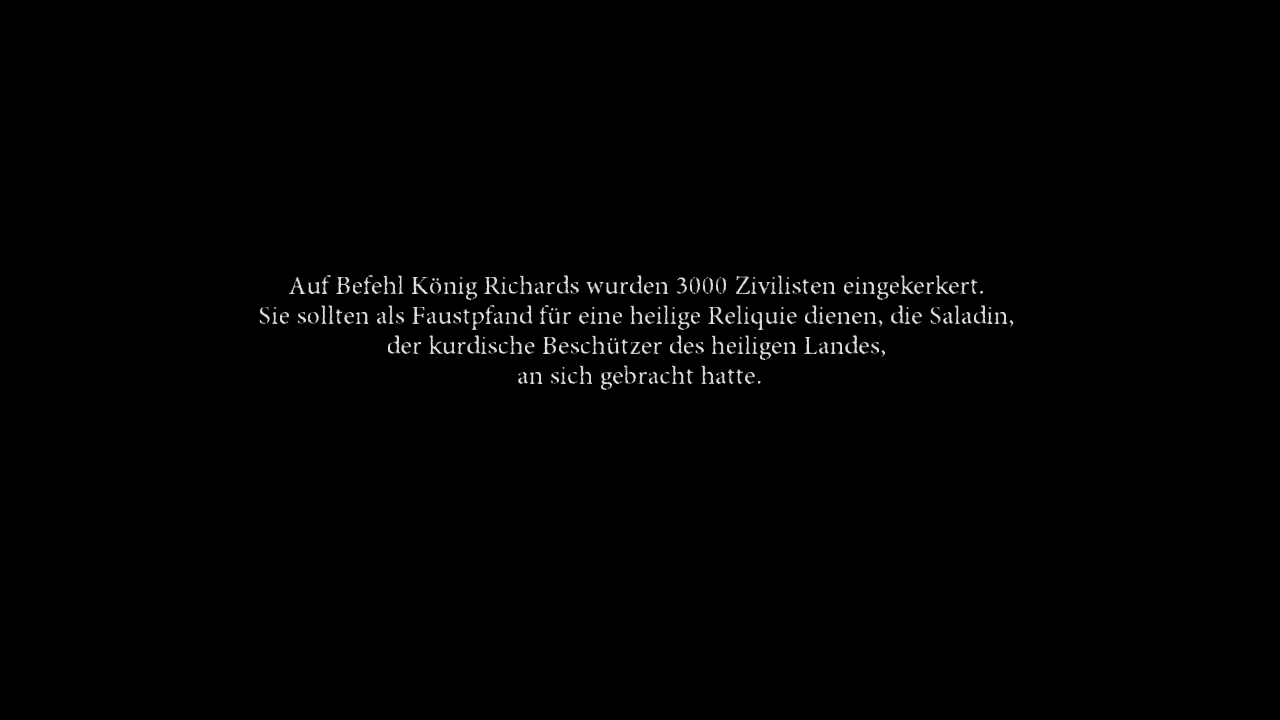 Auf Befehl König Richards wurden 3000 Zivilisten eingekerkert.
Sie sollten als Faustpfand für eine heilige Reliquie dienen, die Saladin,
der kurdische Beschützer des heiligen Landes,
an sich gebracht hatte.